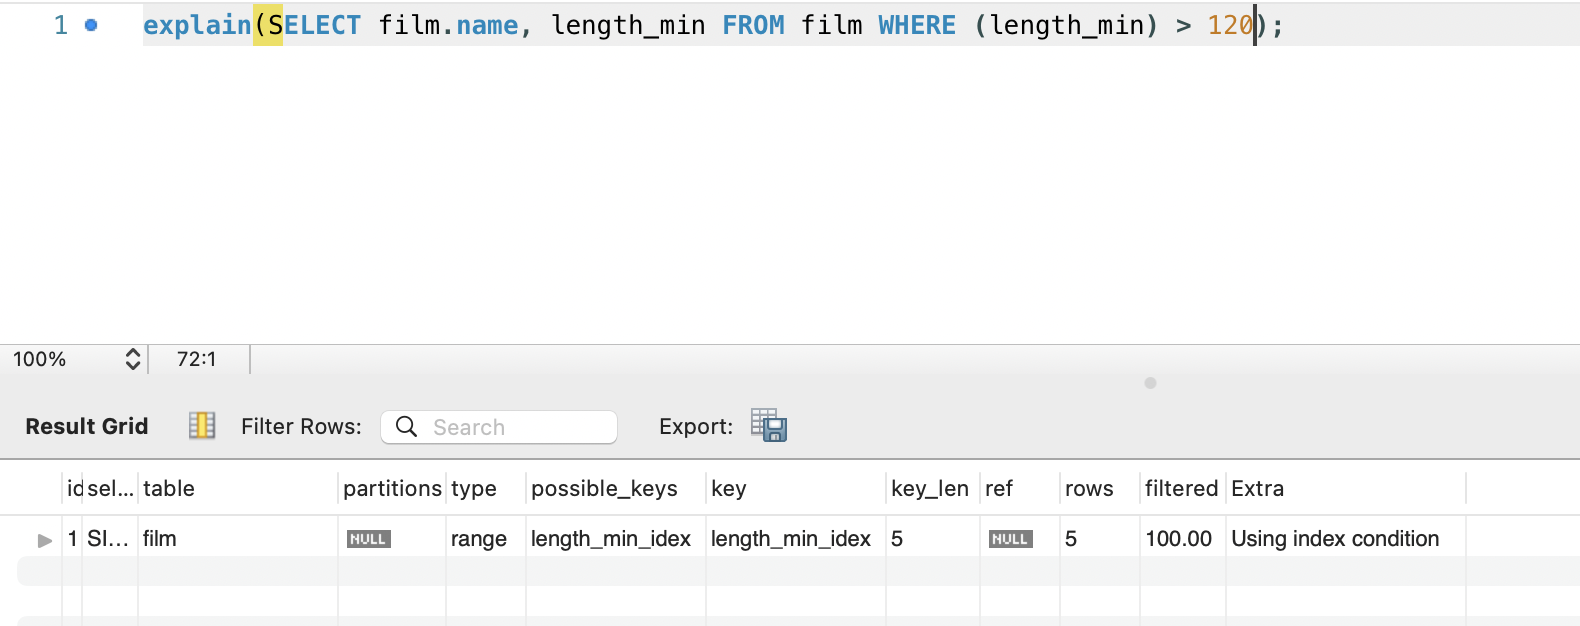 1 explain(SELECT film.name, length_min FROM film WHERE (length_min) > 120);
100% 72:1
Result Grid Filter Rows: Search Export:
id sel... table partitions type possible_keys key key_len ref rows filtered Extra
1 SI... film NULL range length_min_idex length_min_idex 5 NULL 5 100.00 Using index condition